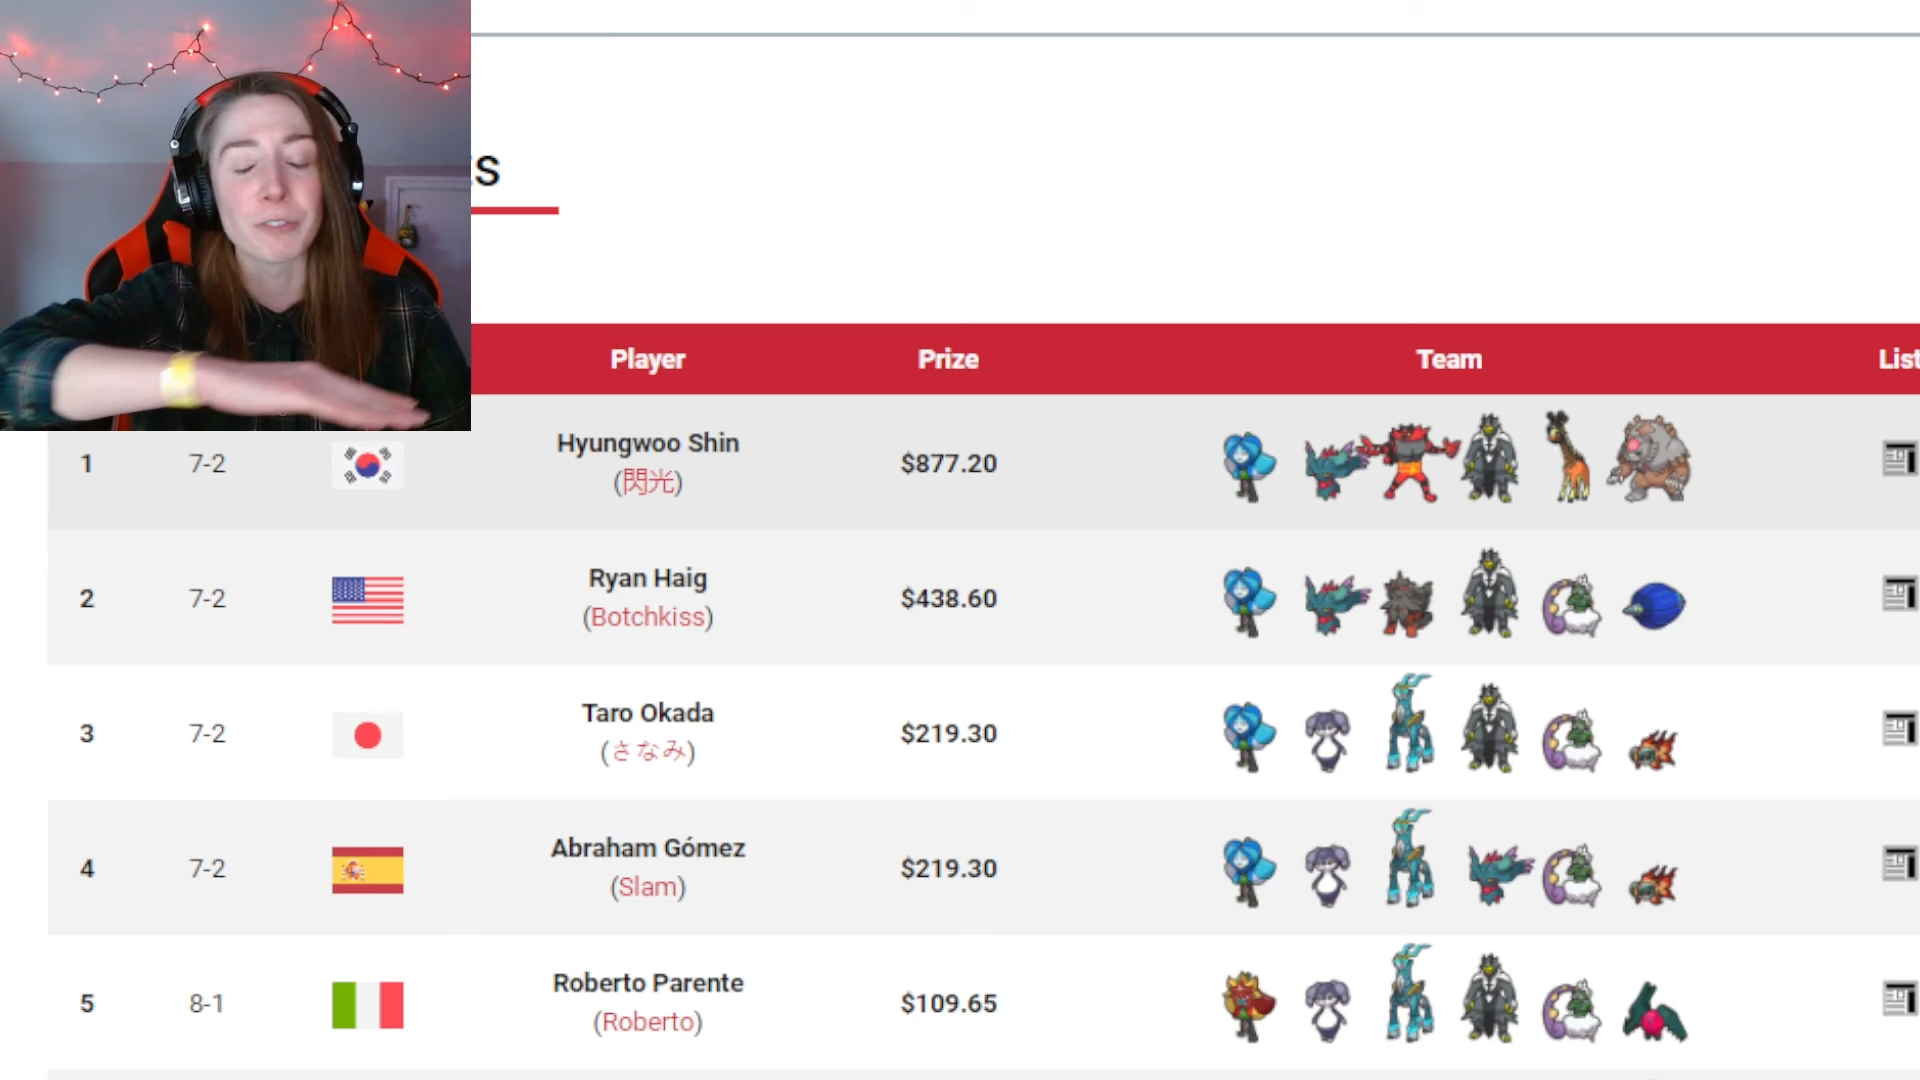 s
Player Prize Team List
1 7-2 Hyungwoo Shin $877.20
(閃光)
2 7-2 Ryan Haig $438.60
(Botchkiss)
3 7-2 Taro Okada $219.30
(さなみ)
4 7-2 Abraham Gómez $219.30
(Slam)
5 8-1 Roberto Parente $109.65
(Roberto)